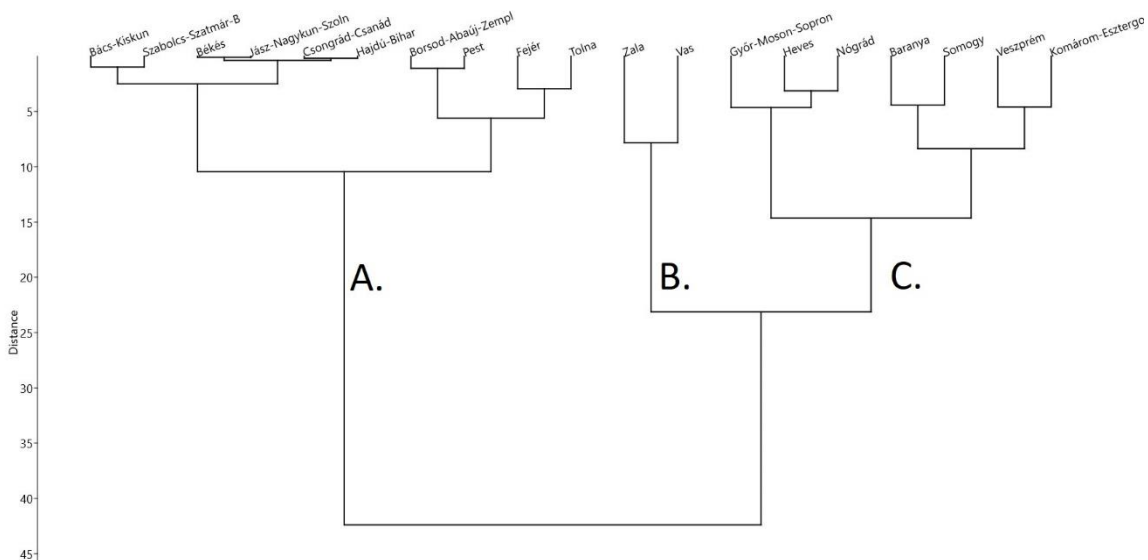 Bács-Kiskun
Szabolcs-Szatmár-B
Békés
Jász-Nagykun-Szoln
Csongrád-Csanád
Hajdú-Bihar
Borsod-Abaúj-Zempl
Pest
Fejér
Tolna
Zala
Vas
Győr-Moson-Sopron
Heves
Nógrád
Baranya
Somogy
Veszprém
Komárom-Esztergo
5
10
15
20
25
30
35
40
45
Distance
A.
B.
C.